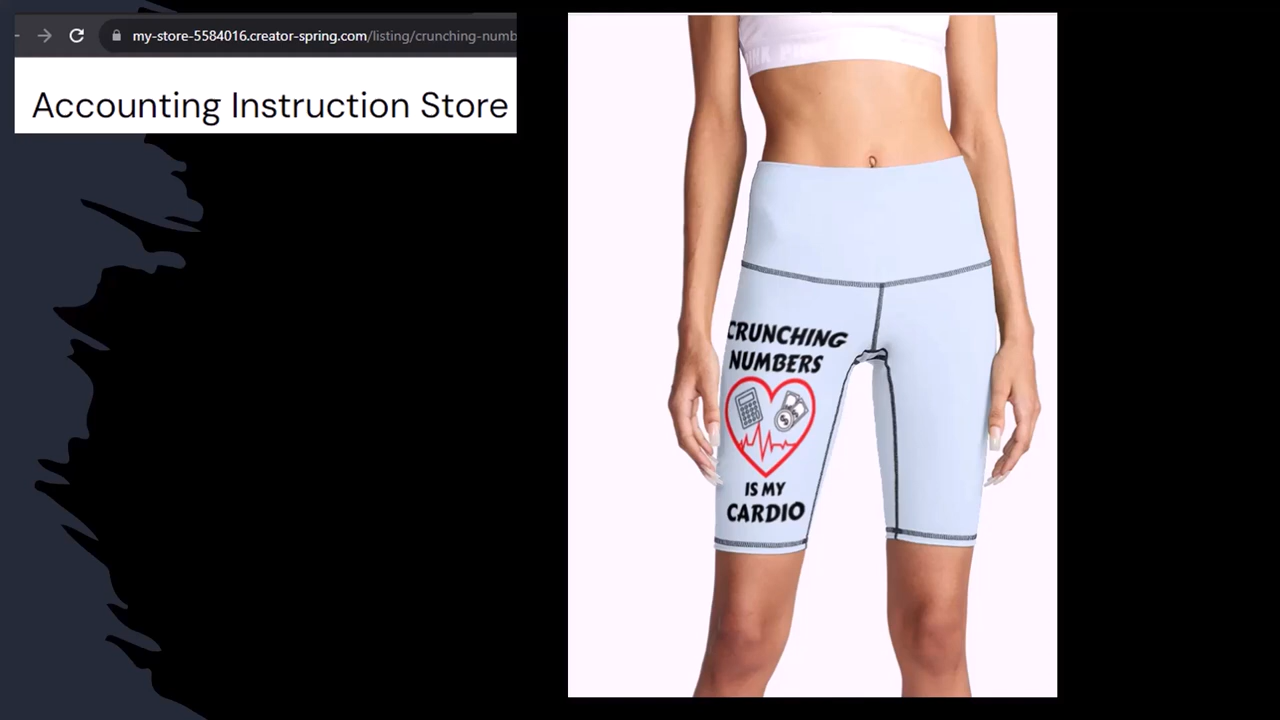 my-store-5584016.creator-spring.com/listing/crunching-numb
Accounting Instruction Store
CRUNCHING
NUMBERS
IS MY
CARDIO